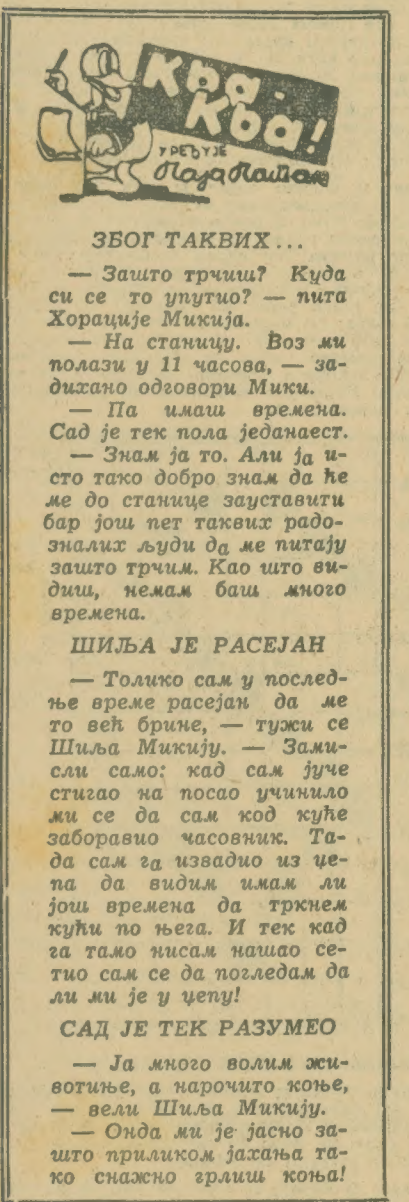 Ква-
Ква!
УРЕЂУЈЕ
Паја Патак
ЗБОГ ТАКВИХ...
— Зашто трчиш? Куда
си се то упутио? — пита
Хорације Микија.
— На станицу. Воз ми
полази у 11 часова, — за-
дихано одговори Мики.
— Па имаш времена.
Сад је тек пола једанаест.
— Знам ја то. Али ја и-
сто тако добро знам да ће
ме до станице зауставити
бар још пет таквих радо-
зналих људи да ме питају
зашто трчим. Као што ви-
диш, немам баш много
времена.
ШИЉА ЈЕ РАСЕЈАН
— Толико сам у послед-
ње време расејан да ме
то већ брине, — тужи се
Шиља Микију. — Зами-
сли само: кад сам јуче
стигао на посао учинило
ми се да сам код куће
заборавио часовник. Та-
да сам га извадио из џе-
па да видим имам ли
још времена да тркнем
кући по њега. И тек кад
га тамо нисам нашао се-
тио сам се да погледам да
ли ми је у џепу!
САД ЈЕ ТЕК РАЗУМЕО
— Ја много волим жи-
вотиње, а нарочито коње,
— вели Шиља Микију.
— Онда ми је јасно за-
што приликом јахања та-
ко снажно грлиш коња!